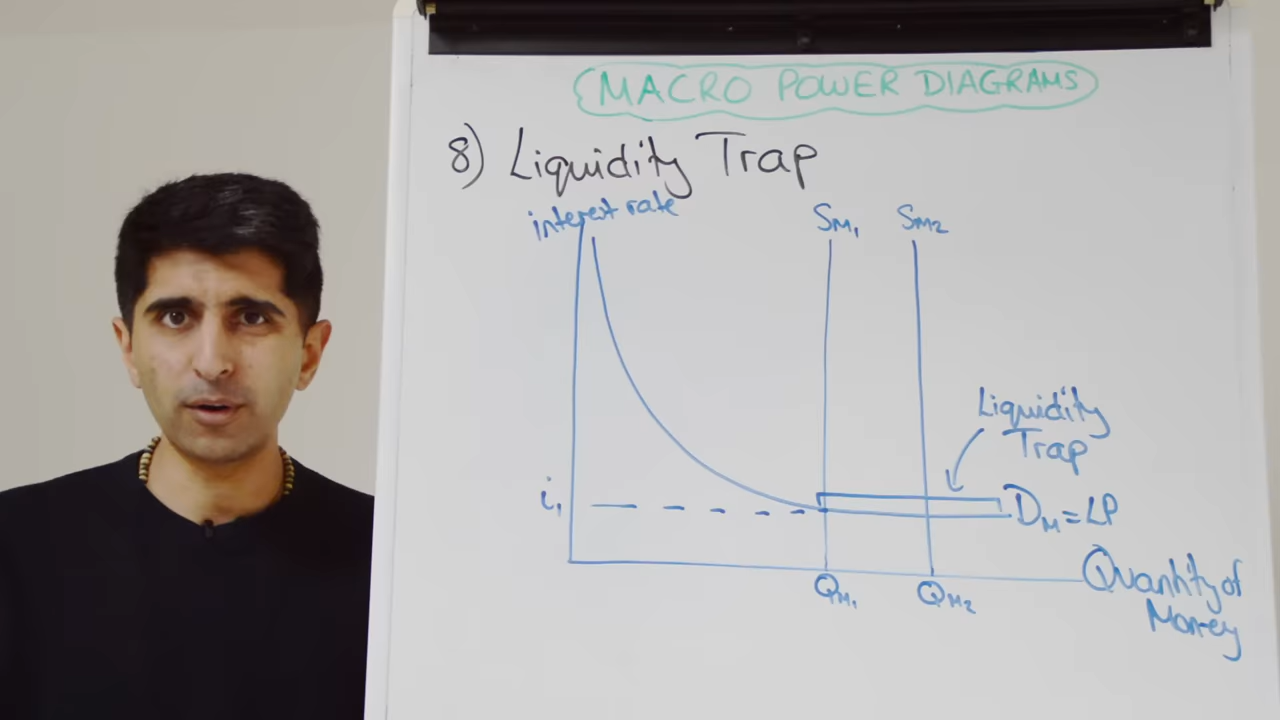 MACRO POWER DIAGRAMS
8) Liquidity Trap
interest rate
SM1
SM2
Liquidity
Trap
i1
DM=LP
QM1
QM2
Quantity of
Money